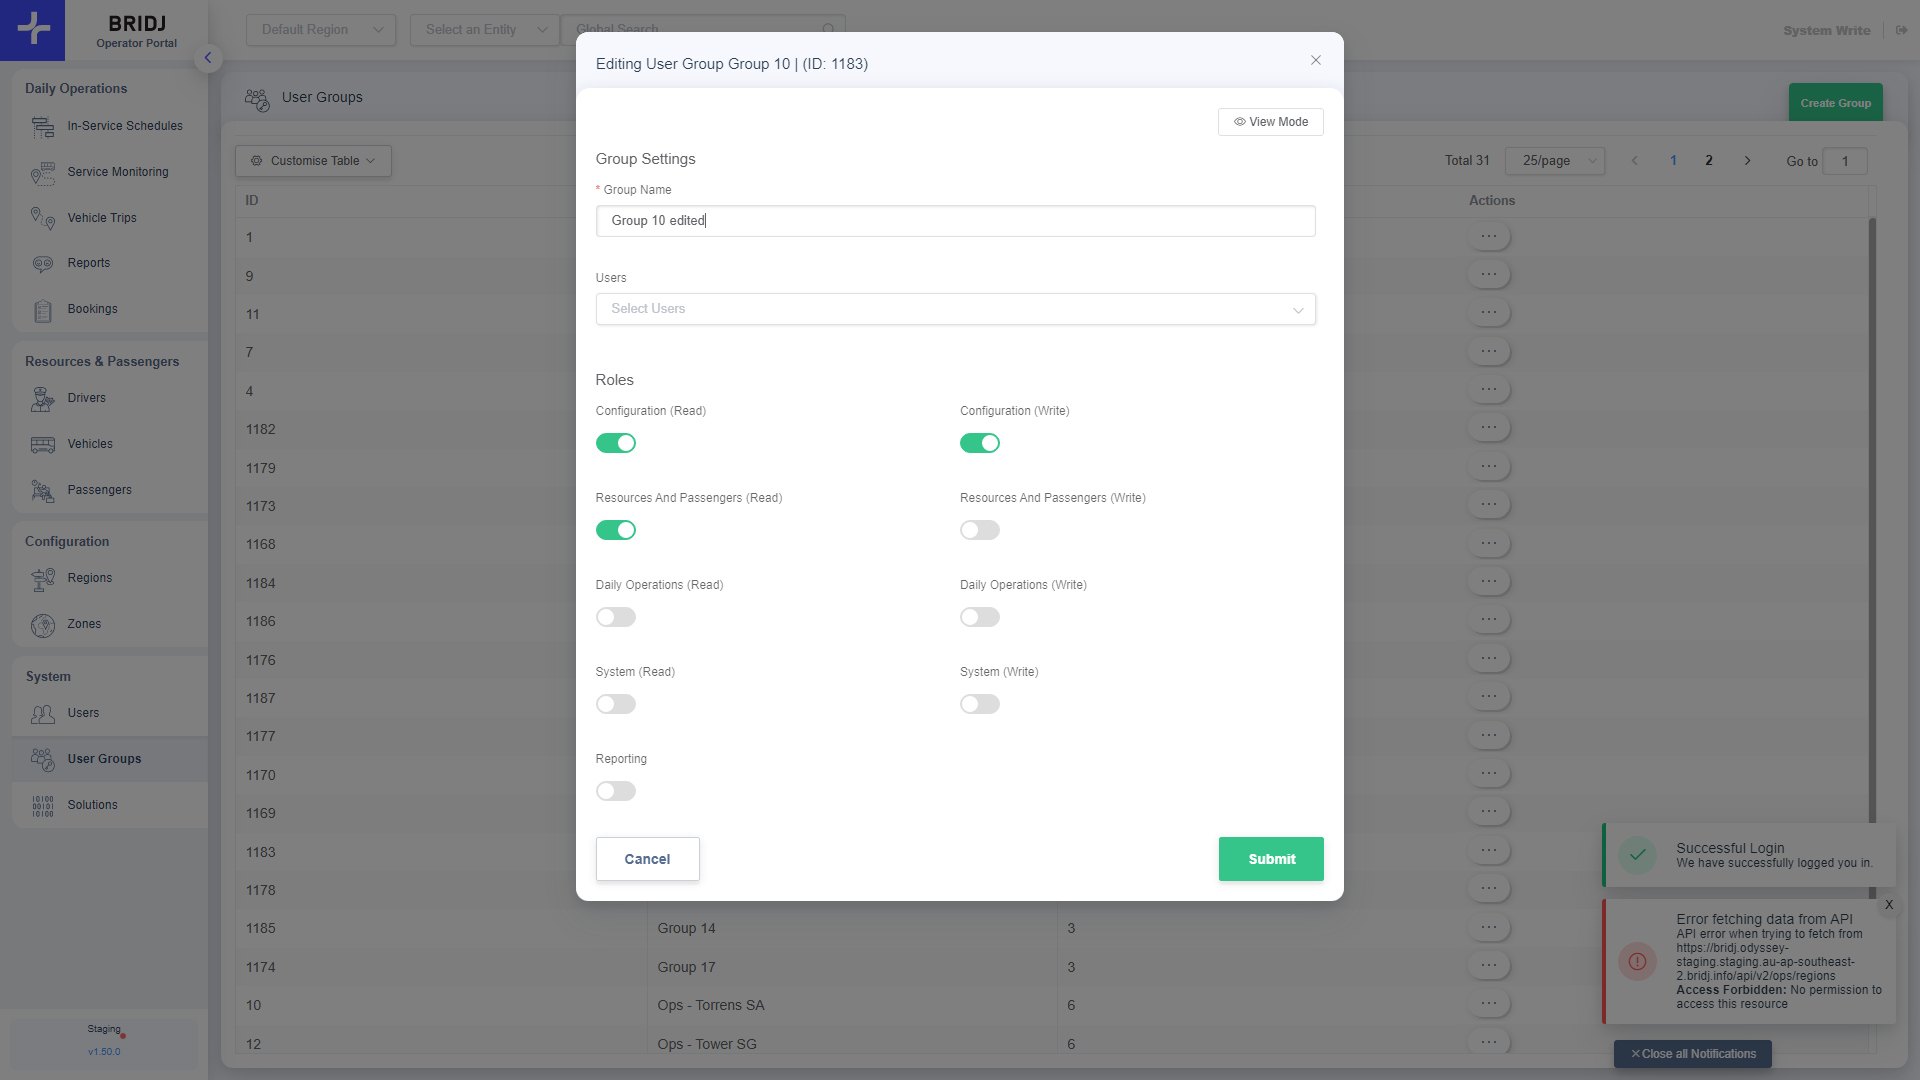 BRIDJ
Operator Portal
Default Region
Select an Entity
Global Search
System Write
Daily Operations
In-Service Schedules
Service Monitoring
Vehicle Trips
Reports
Bookings
Resources & Passengers
Drivers
Vehicles
Passengers
Configuration
Regions
Zones
System
Users
User Groups
Solutions
Staging
v1.50.0
User Groups
Create Group
Customise Table
Total 31
25/page
1
2
Go to
1
ID
Actions
1
9
11
7
4
1182
1179
1173
1168
1184
1186
1176
1187
1177
1170
1169
1183
1178
1185 Group 14 3
1174 Group 17 3
10 Ops - Torrens SA 6
12 Ops - Tower SG 6
Editing User Group Group 10 | (ID: 1183)
View Mode
Group Settings
* Group Name
Group 10 edited
Users
Select Users
Roles
Configuration (Read)
Configuration (Write)
Resources And Passengers (Read)
Resources And Passengers (Write)
Daily Operations (Read)
Daily Operations (Write)
System (Read)
System (Write)
Reporting
Cancel
Submit
Successful Login
We have successfully logged you in.
X
Error fetching data from API
API error when trying to fetch from
https://bridj.odyssey-
staging.staging.au-ap-southeast-
2.bridj.info/api/v2/ops/regions
Access Forbidden: No permission to
access this resource
Close all Notifications